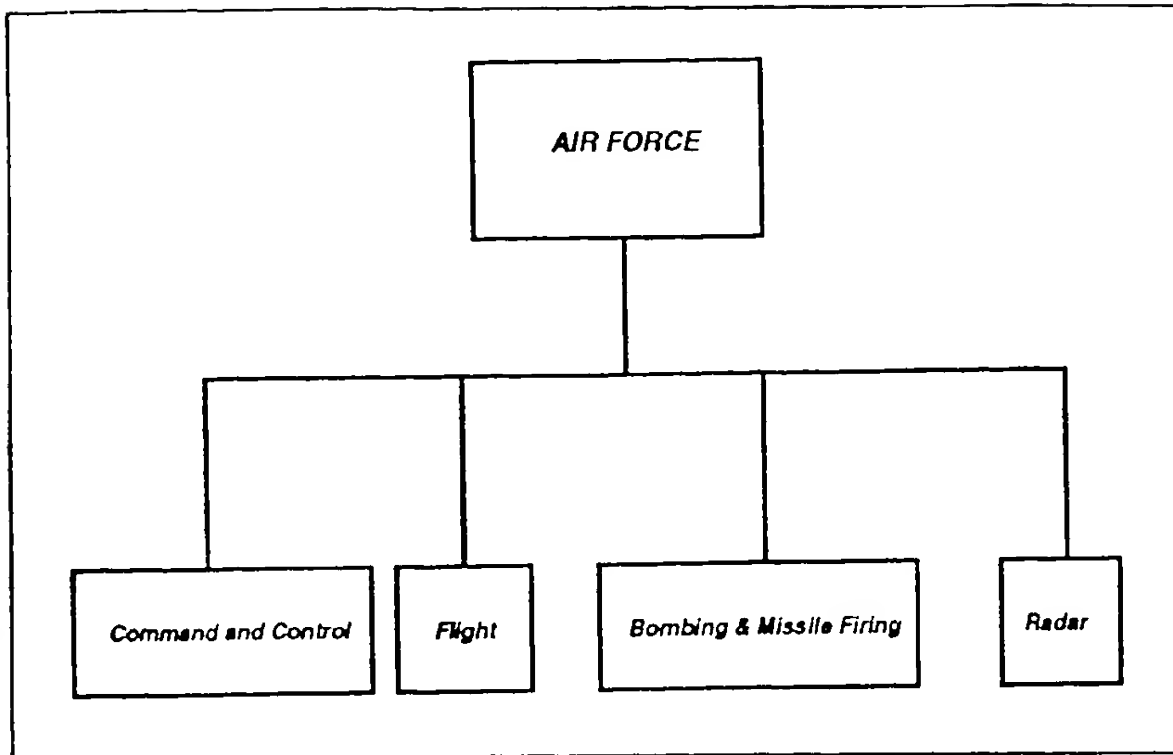 AIR FORCE
Command and Control
Flight
Bombing & Missile Firing
Radar